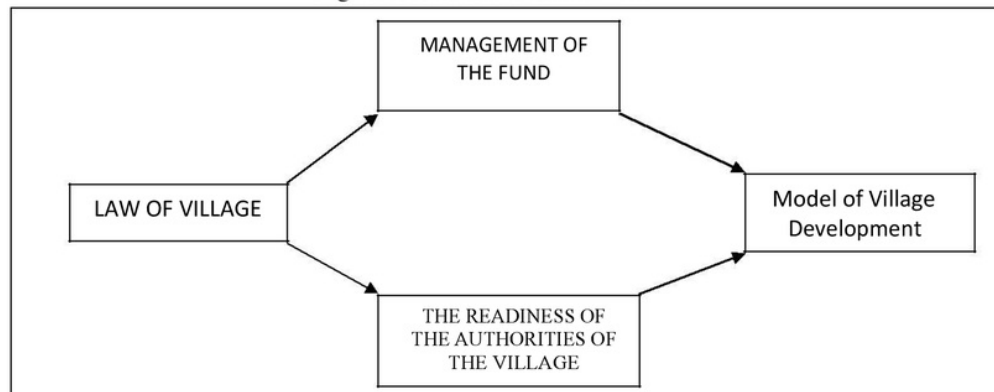 MANAGEMENT OF
THE FUND
LAW OF VILLAGE
Model of Village
Development
THE READINESS OF
THE AUTHORITIES OF
THE VILLAGE